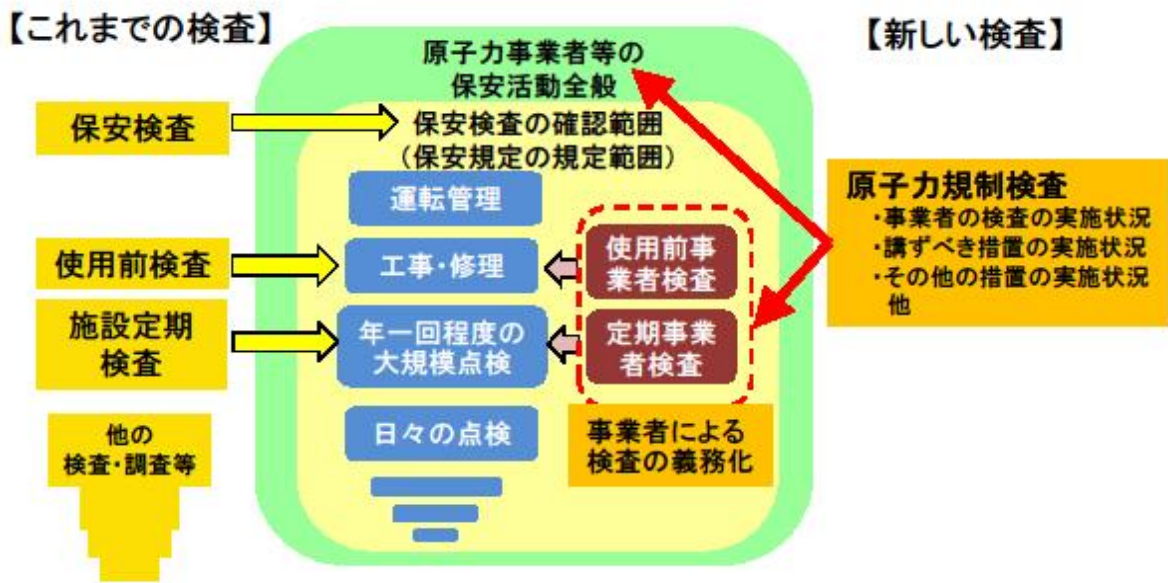 【これまでの検査】
【新しい検査】
原子力事業者等の
保安活動全般
保安検査
保安検査の確認範囲
（保安規定の規定範囲）
運転管理
使用前検査
工事・修理
使用前事
業者検査
施設定期
検査
年一回程度の
大規模点検
定期事業
者検査
他の
検査・調査等
日々の点検
事業者による
検査の義務化
原子力規制検査
・事業者の検査の実施状況
・講ずべき措置の実施状況
・その他の措置の実施状況
他